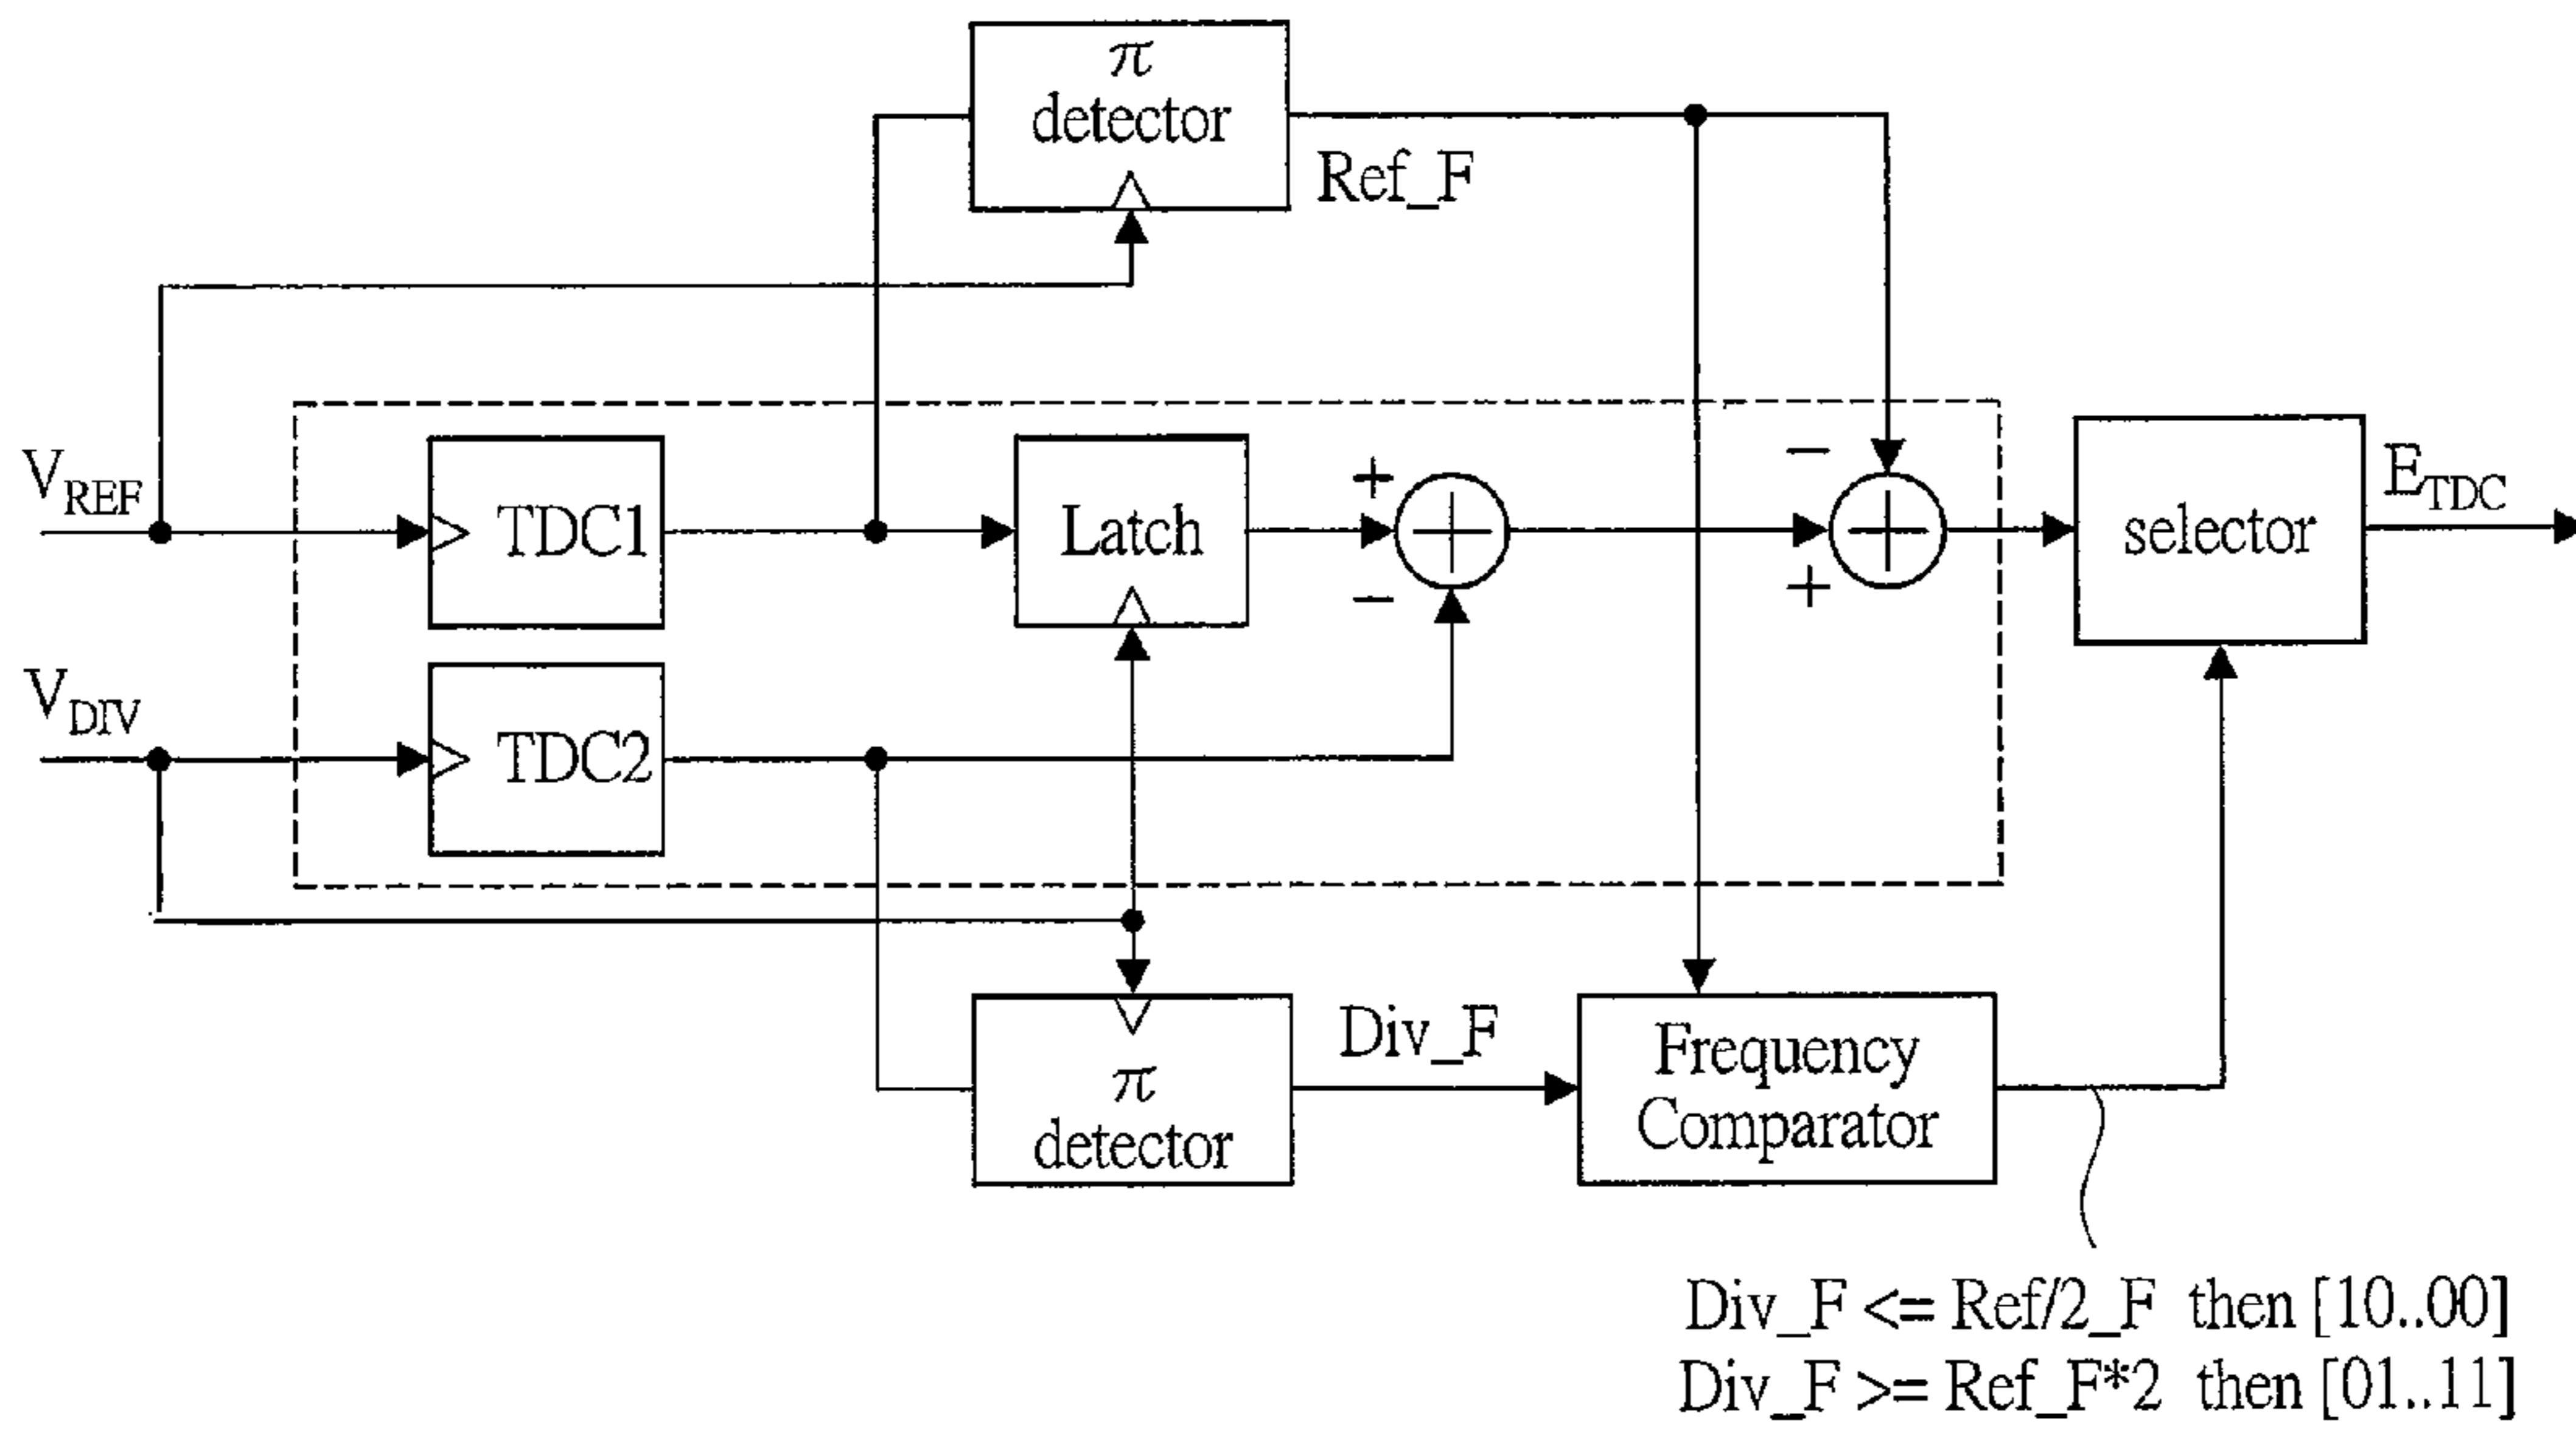 π
detector
Ref_F
V_REF
TDC1
Latch
+
−
−
+
selector
E_TDC
V_DIV
TDC2
Div_F
π
detector
Frequency
Comparator
Div_F <= Ref/2_F then [10..00]
Div_F >= Ref_F*2 then [01..11]